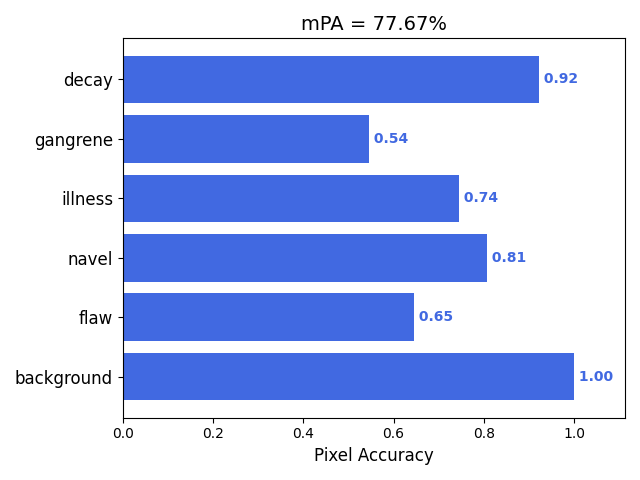 mPA = 77.67%
decay 0.92
gangrene 0.54
illness 0.74
navel 0.81
flaw 0.65
background 1.00
0.0 0.2 0.4 0.6 0.8 1.0
Pixel Accuracy